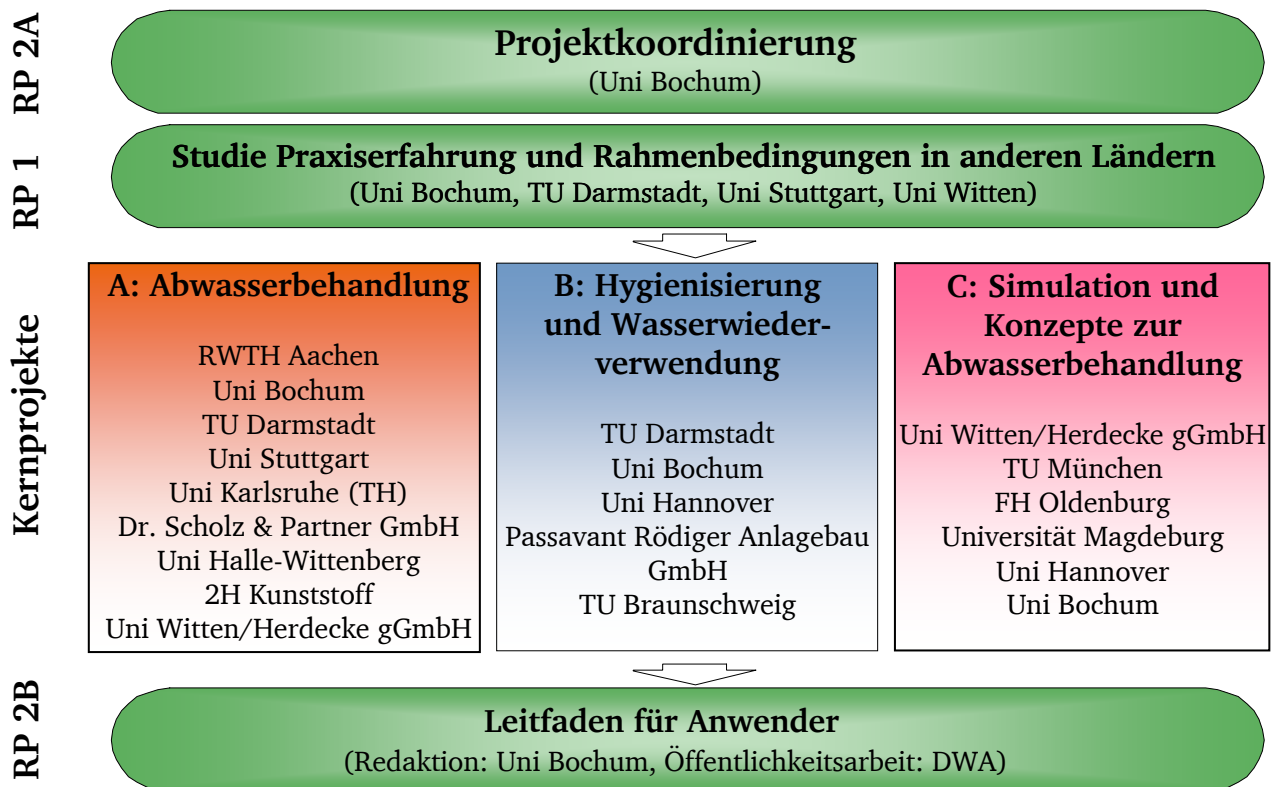 RP 2A
Projektkoordinierung
(Uni Bochum)
RP 1
Studie Praxiserfahrung und Rahmenbedingungen in anderen Ländern
(Uni Bochum, TU Darmstadt, Uni Stuttgart, Uni Witten)
Kernprojekte
A: Abwasserbehandlung
RWTH Aachen
Uni Bochum
TU Darmstadt
Uni Stuttgart
Uni Karlsruhe (TH)
Dr. Scholz & Partner GmbH
Uni Halle-Wittenberg
2H Kunststoff
Uni Witten/Herdecke gGmbH
B: Hygienisierung
und Wasserwieder-
verwendung
TU Darmstadt
Uni Bochum
Uni Hannover
Passavant Rödiger Anlagebau
GmbH
TU Braunschweig
C: Simulation und
Konzepte zur
Abwasserbehandlung
Uni Witten/Herdecke gGmbH
TU München
FH Oldenburg
Universität Magdeburg
Uni Hannover
Uni Bochum
RP 2B
Leitfaden für Anwender
(Redaktion: Uni Bochum, Öffentlichkeitsarbeit: DWA)